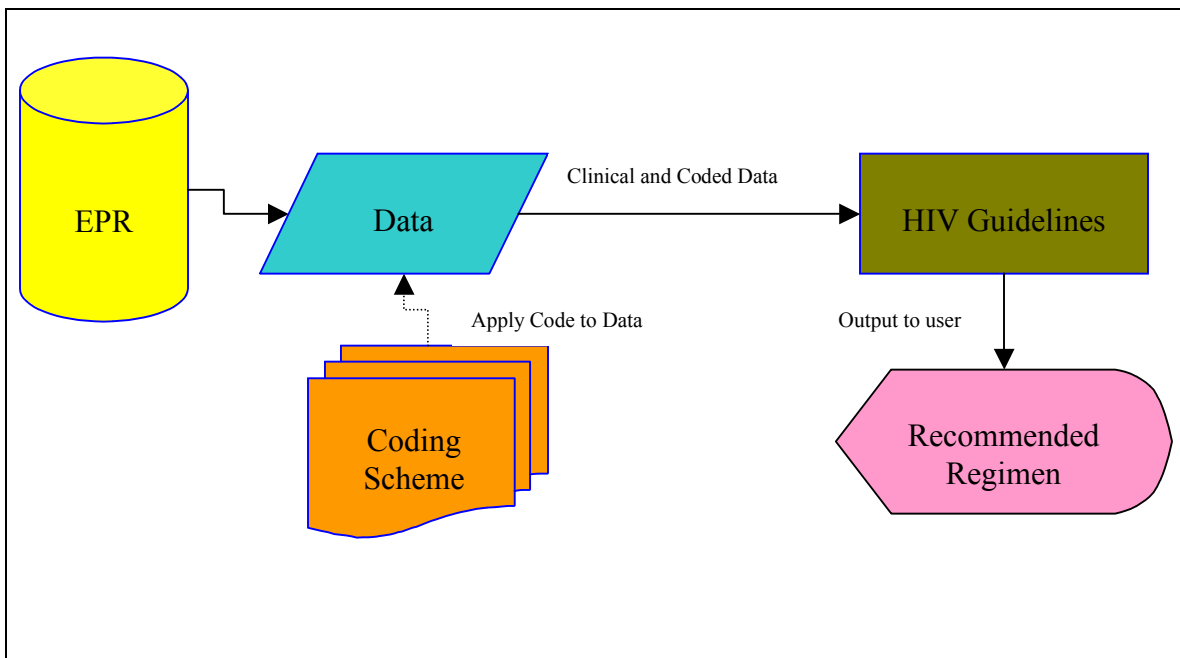 EPR
Data
Clinical and Coded Data
HIV Guidelines
Apply Code to Data
Output to user
Coding
Scheme
Recommended
Regimen